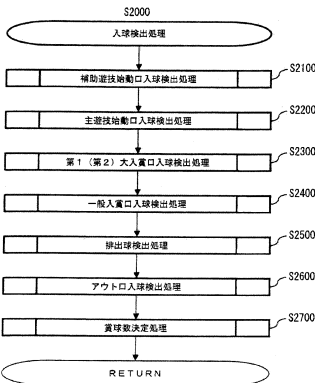 S2000
入球検出処理
補助遊技始動口入球検出処理
S2100
主遊技始動口入球検出処理
S2200
第1(第2)大入賞口入球検出処理
S2300
一般入賞口入球検出処理
S2400
排出球検出処理
S2500
アウト口入球検出処理
S2600
賞球数決定処理
S2700
RETURN